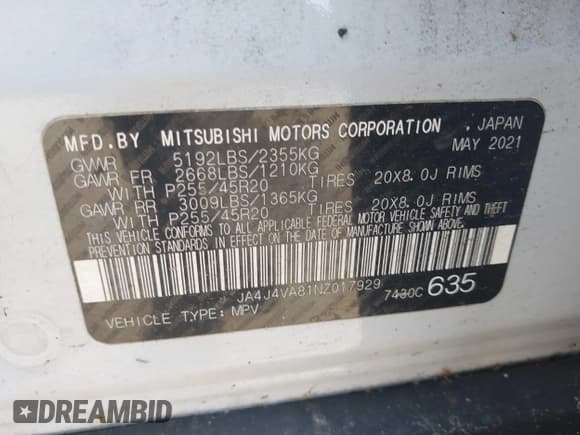 MFD.BY MITSUBISHI MOTORS CORPORATION, JAPAN
GVWR 5192LBS/2355KG MAY 2021
GAWR FR 2668LBS/1210KG
WITH P255/45R20 TIRES 20X8.0J RIMS
GAWR RR 3009LBS/1365KG
WITH P255/45R20 TIRES 20X8.0J RIMS
THIS VEHICLE CONFORMS TO ALL APPLICABLE FEDERAL MOTOR VEHICLE SAFETY AND THEFT
PREVENTION STANDARDS IN EFFECT ON THE DATE OF MANUFACTURE SHOWN ABOVE.
JA4J4VA81NZ017929 7430C 635
VEHICLE TYPE: MPV
DREAMBID